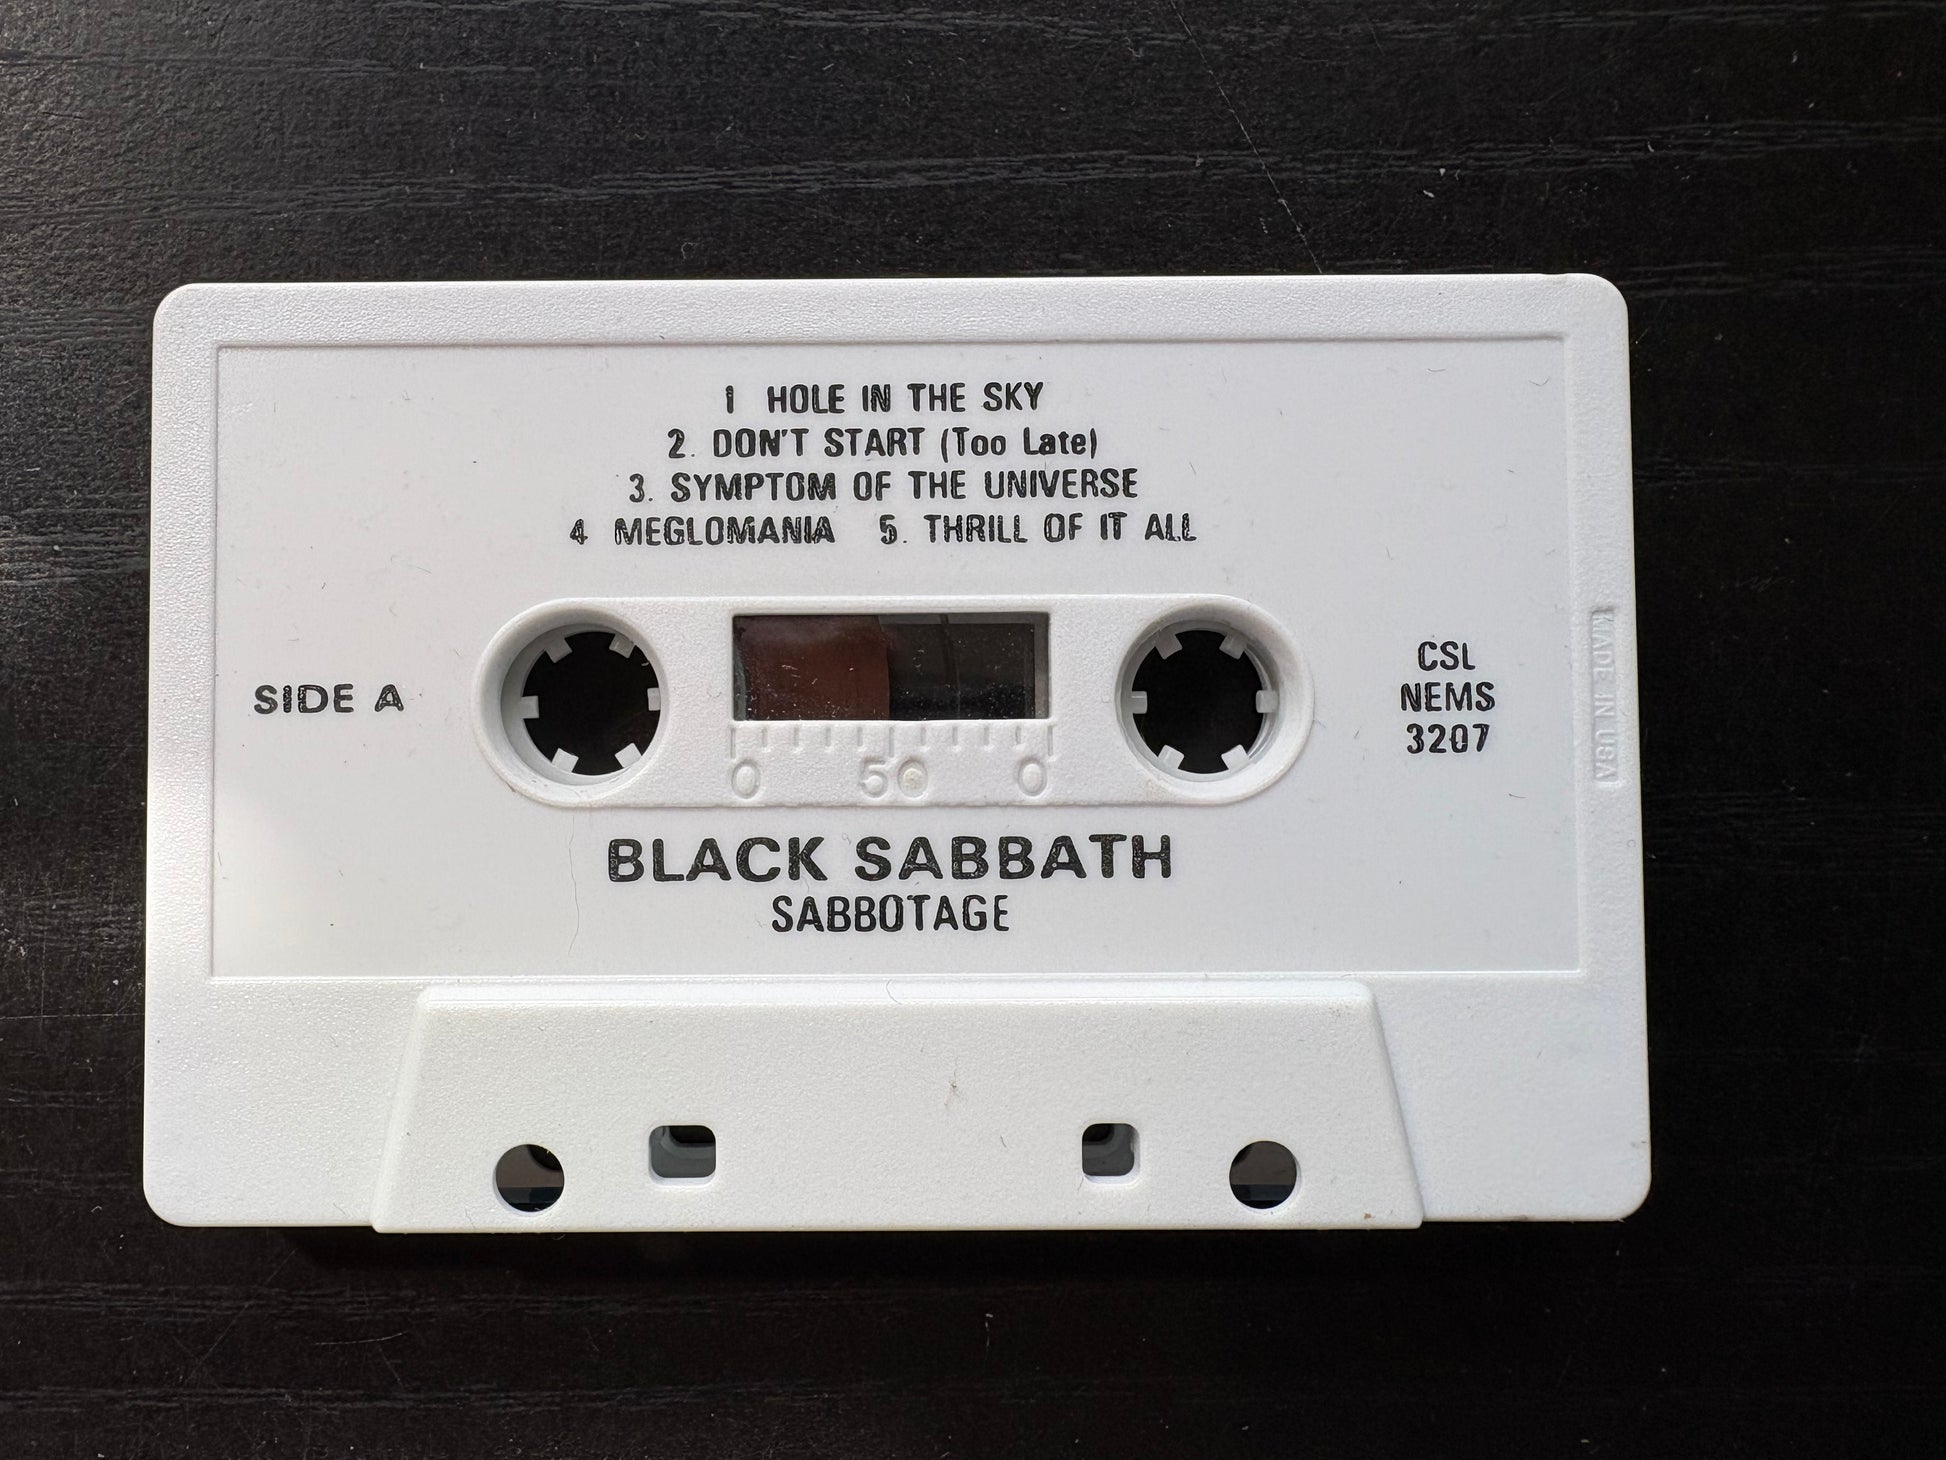 1 HOLE IN THE SKY
2. DON'T START (Too Late)
3. SYMPTOM OF THE UNIVERSE
4 MEGLOMANIA 5. THRILL OF IT ALL
SIDE A
CSL
NEMS
3207
MADE IN USA
0 50 0
BLACK SABBATH
SABBOTAGE